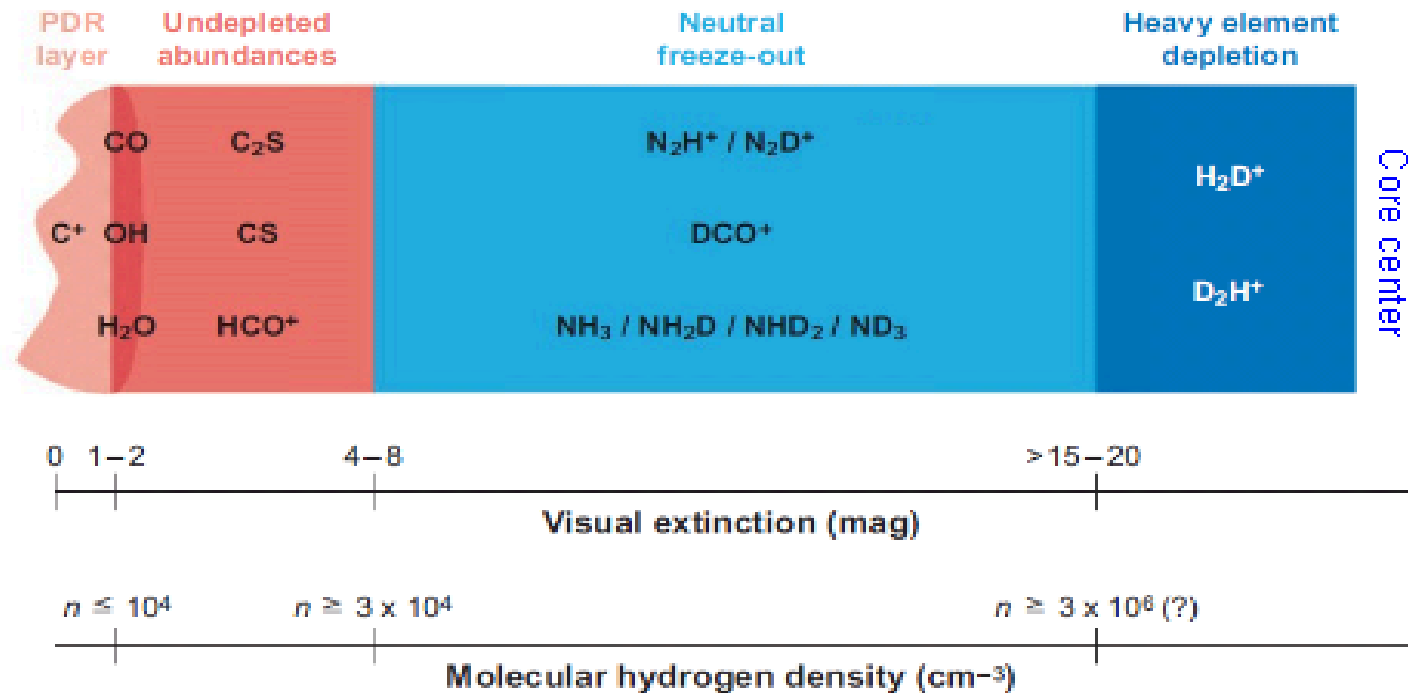 PDR layer
Undepleted abundances
Neutral freeze-out
Heavy element depletion
CO C₂S N₂H⁺ / N₂D⁺
H₂D⁺
C⁺ OH CS DCO⁺
D₂H⁺
H₂O HCO⁺ NH₃ / NH₂D / NHD₂ / ND₃
Core center
0 1–2 4–8 >15–20
Visual extinction (mag)
n ≤ 10⁴ n ≥ 3 x 10⁴ n ≥ 3 x 10⁶ (?)
Molecular hydrogen density (cm⁻³)